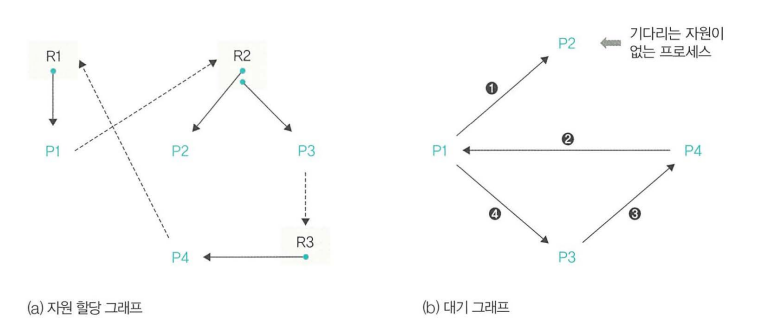 R1
R2
P1
P2
P3
R3
P4
(a) 자원 할당 그래프
P2
기다리는 자원이
없는 프로세스
❶
❷
P1
P4
❹
❸
P3
(b) 대기 그래프